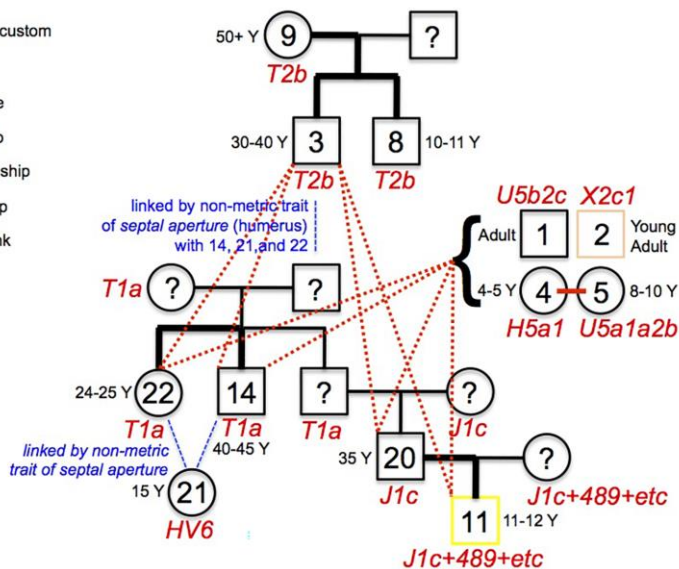 custom
e
o
ship
p
nk
50+ Y 9 ?
T2b
30-40 Y 3 8 10-11 Y
T2b T2b
linked by non-metric trait
of septal aperture (humerus)
with 14, 21,and 22
U5b2c X2c1
Adult 1 2 Young
Adult
4-5 Y 4 5 8-10 Y
H5a1 U5a1a2b
T1a ? ?
24-25 Y 22 14 ? ?
T1a T1a T1a J1c
40-45 Y
linked by non-metric
trait of septal aperture
15 Y 21
HV6
35 Y 20 ?
J1c J1c+489+etc
11 11-12 Y
J1c+489+etc